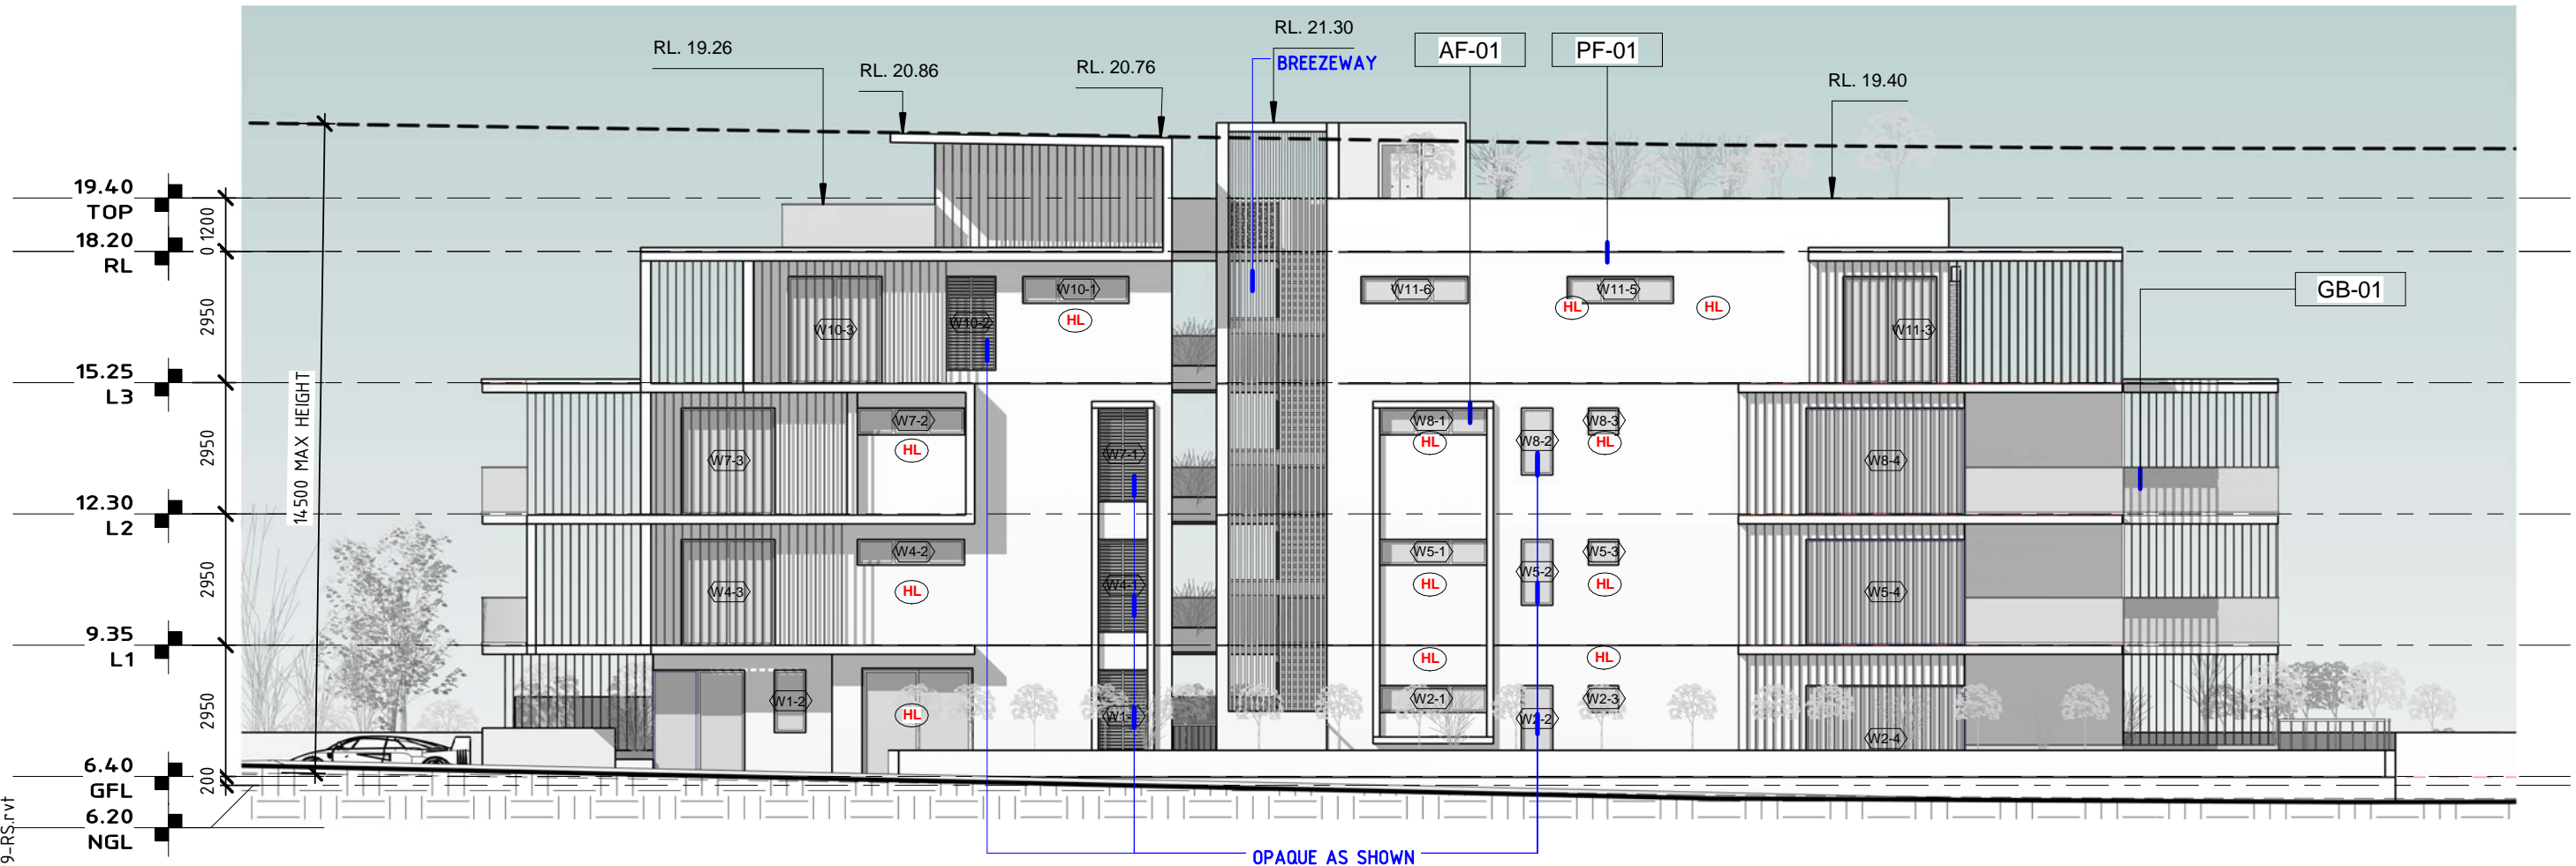 RL. 19.26
RL. 20.86
RL. 20.76
RL. 21.30
BREEZEWAY
AF-01
PF-01
RL. 19.40
GB-01
19.40
TOP
1200
18.20
RL
0
2950
15.25
L3
2950
12.30
L2
2950
9.35
L1
2950
6.40
GFL
200
6.20
NGL
14500 MAX HEIGHT
W10-3
W10-2
W10-1
HL
W11-6
W11-5
HL
HL
W11-3
W7-3
W7-2
HL
W7-1
W8-1
HL
W8-2
W8-3
HL
W8-4
W4-3
W4-2
HL
W5-1
HL
W5-2
W5-3
HL
W5-4
W1-2
HL
HL
W2-1
W2-2
HL
W2-3
W2-4
OPAQUE AS SHOWN
9-RS.rvt